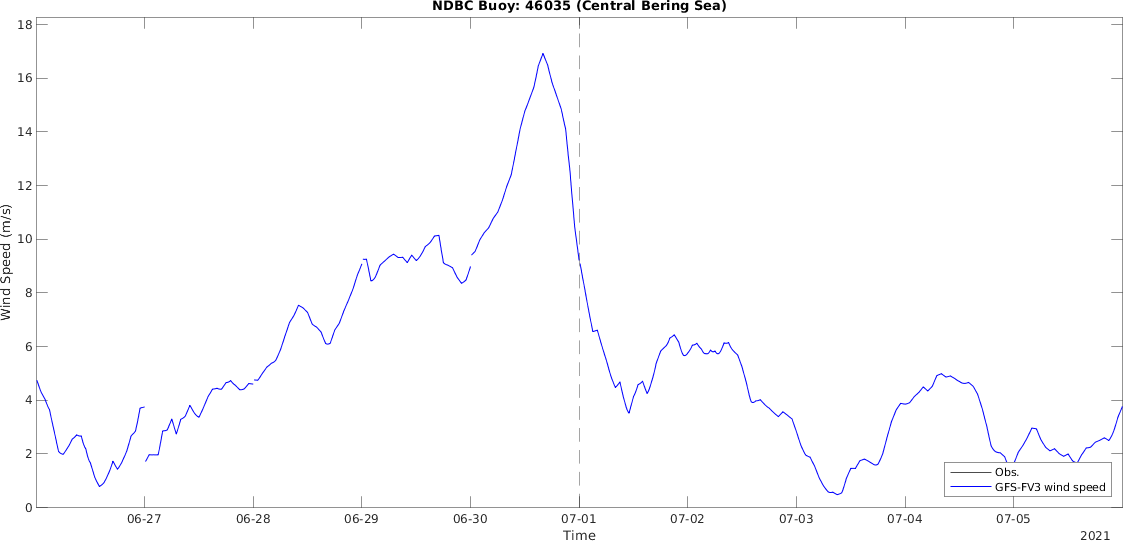 NDBC Buoy: 46035 (Central Bering Sea)
18
16
14
12
10
8
6
4
2
0
Wind Speed (m/s)
06-27 06-28 06-29 06-30 07-01 07-02 07-03 07-04 07-05
Time
2021
Obs.
GFS-FV3 wind speed